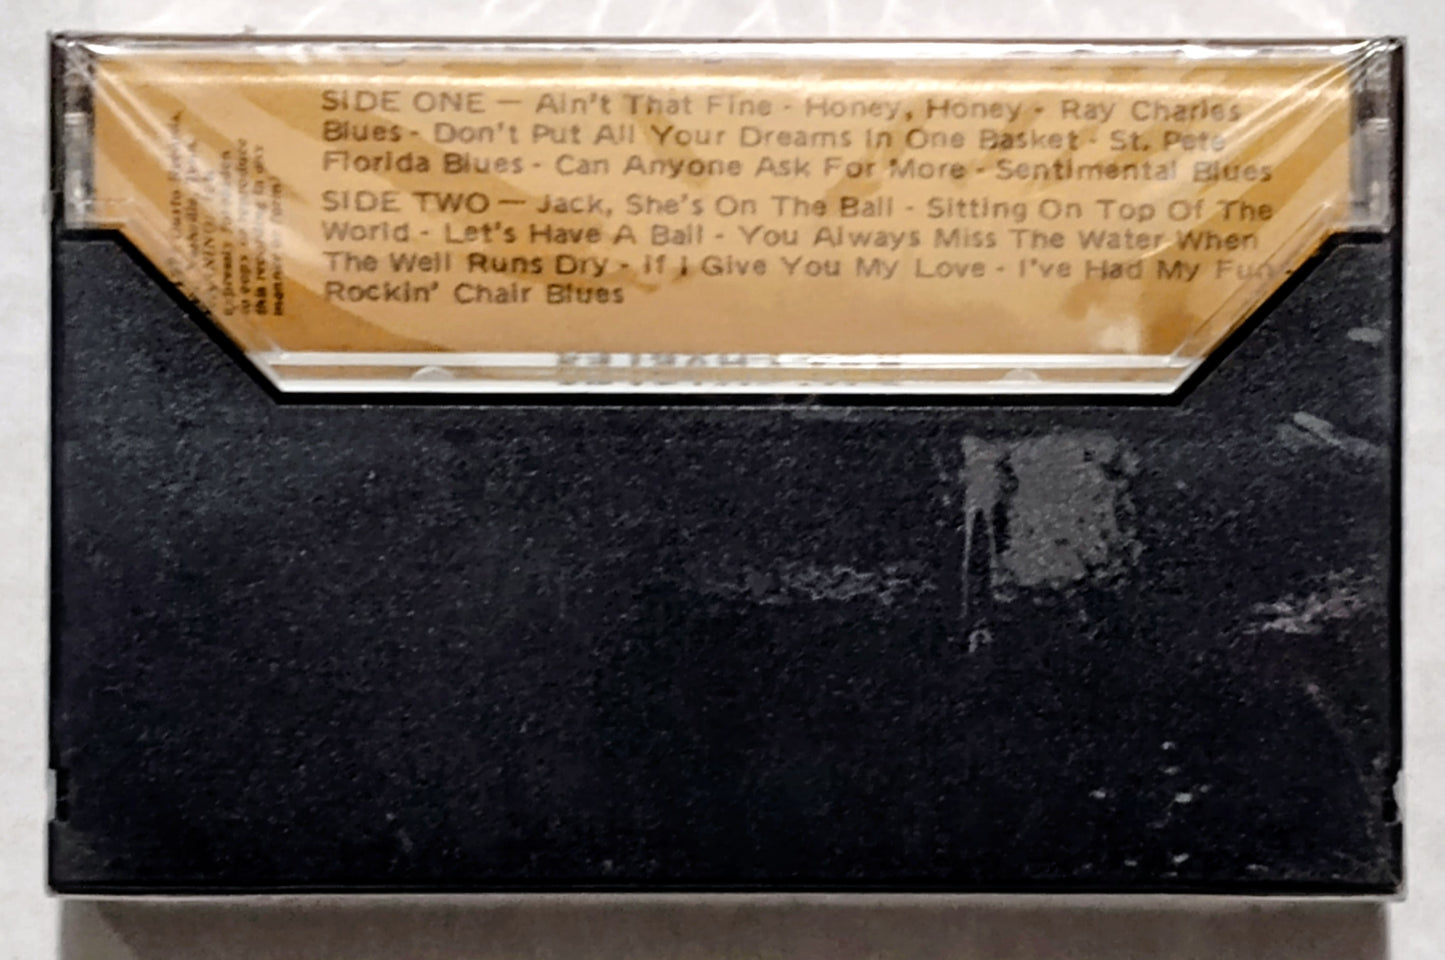 SIDE ONE — Ain't That Fine - Honey, Honey - Ray Charles
Blues - Don't Put All Your Dreams In One Basket - St. Pete
Florida Blues - Can Anyone Ask For More - Sentimental Blues
SIDE TWO — Jack, She's On The Ball - Sitting On Top Of The
World - Let's Have A Ball - You Always Miss The Water When
The Well Runs Dry - If I Give You My Love - I've Had My Fun -
Rockin' Chair Blues